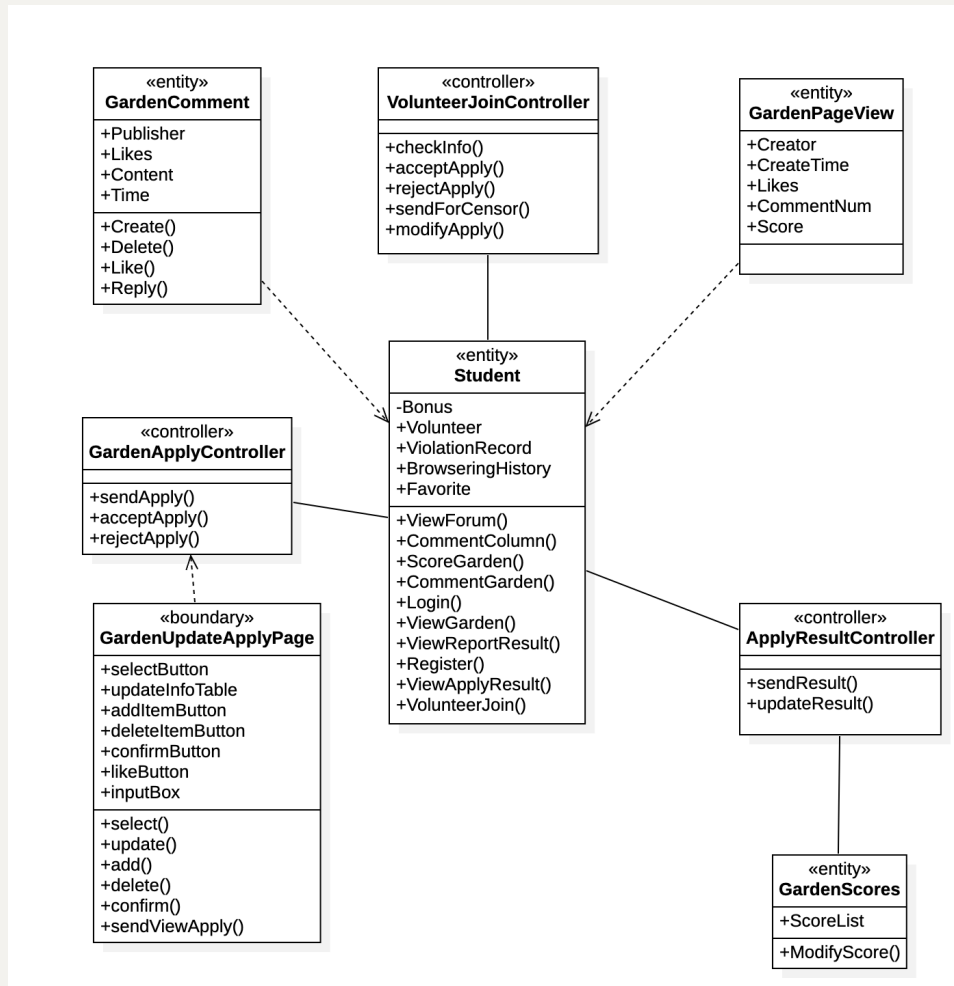 «entity»
GardenComment
+Publisher
+Likes
+Content
+Time
+Create()
+Delete()
+Like()
+Reply()
«controller»
VolunteerJoinController
+checkInfo()
+acceptApply()
+rejectApply()
+sendForCensor()
+modifyApply()
«entity»
GardenPageView
+Creator
+CreateTime
+Likes
+CommentNum
+Score
«entity»
Student
-Bonus
+Volunteer
+ViolationRecord
+BrowseringHistory
+Favorite
+ViewForum()
+CommentColumn()
+ScoreGarden()
+CommentGarden()
+Login()
+ViewGarden()
+ViewReportResult()
+Register()
+ViewApplyResult()
+VolunteerJoin()
«controller»
GardenApplyController
+sendApply()
+acceptApply()
+rejectApply()
«boundary»
GardenUpdateApplyPage
+selectButton
+updateInfoTable
+addItemButton
+deleteItemButton
+confirmButton
+likeButton
+inputBox
+select()
+update()
+add()
+delete()
+confirm()
+sendViewApply()
«controller»
ApplyResultController
+sendResult()
+updateResult()
«entity»
GardenScores
+ScoreList
+ModifyScore()